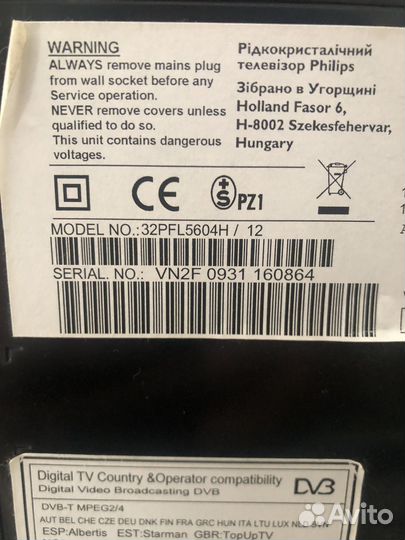 WARNING
ALWAYS remove mains plug
from wall socket before any
Service operation.
NEVER remove covers unless
qualified to do so.
This unit contains dangerous
voltages.
Рідкокристалічний
телевізор Philips
Зібрано в Угорщині
Holland Fasor 6,
H-8002 Szekesfehervar,
Hungary
CE
+S PZ1
MODEL NO.:32PFL5604H / 12
SERIAL. NO.: VN2F 0931 160864
Digital TV Country &Operator compatibility
Digital Video Broadcasting DVB
DVB
DVB-T MPEG2/4
AUT BEL CHE CZE DEU DNK FIN FRA GRC HUN ITA LTU LUX NLD SVN
ESP:Albertis EST:Starman GBR:TopUpTV
Avito